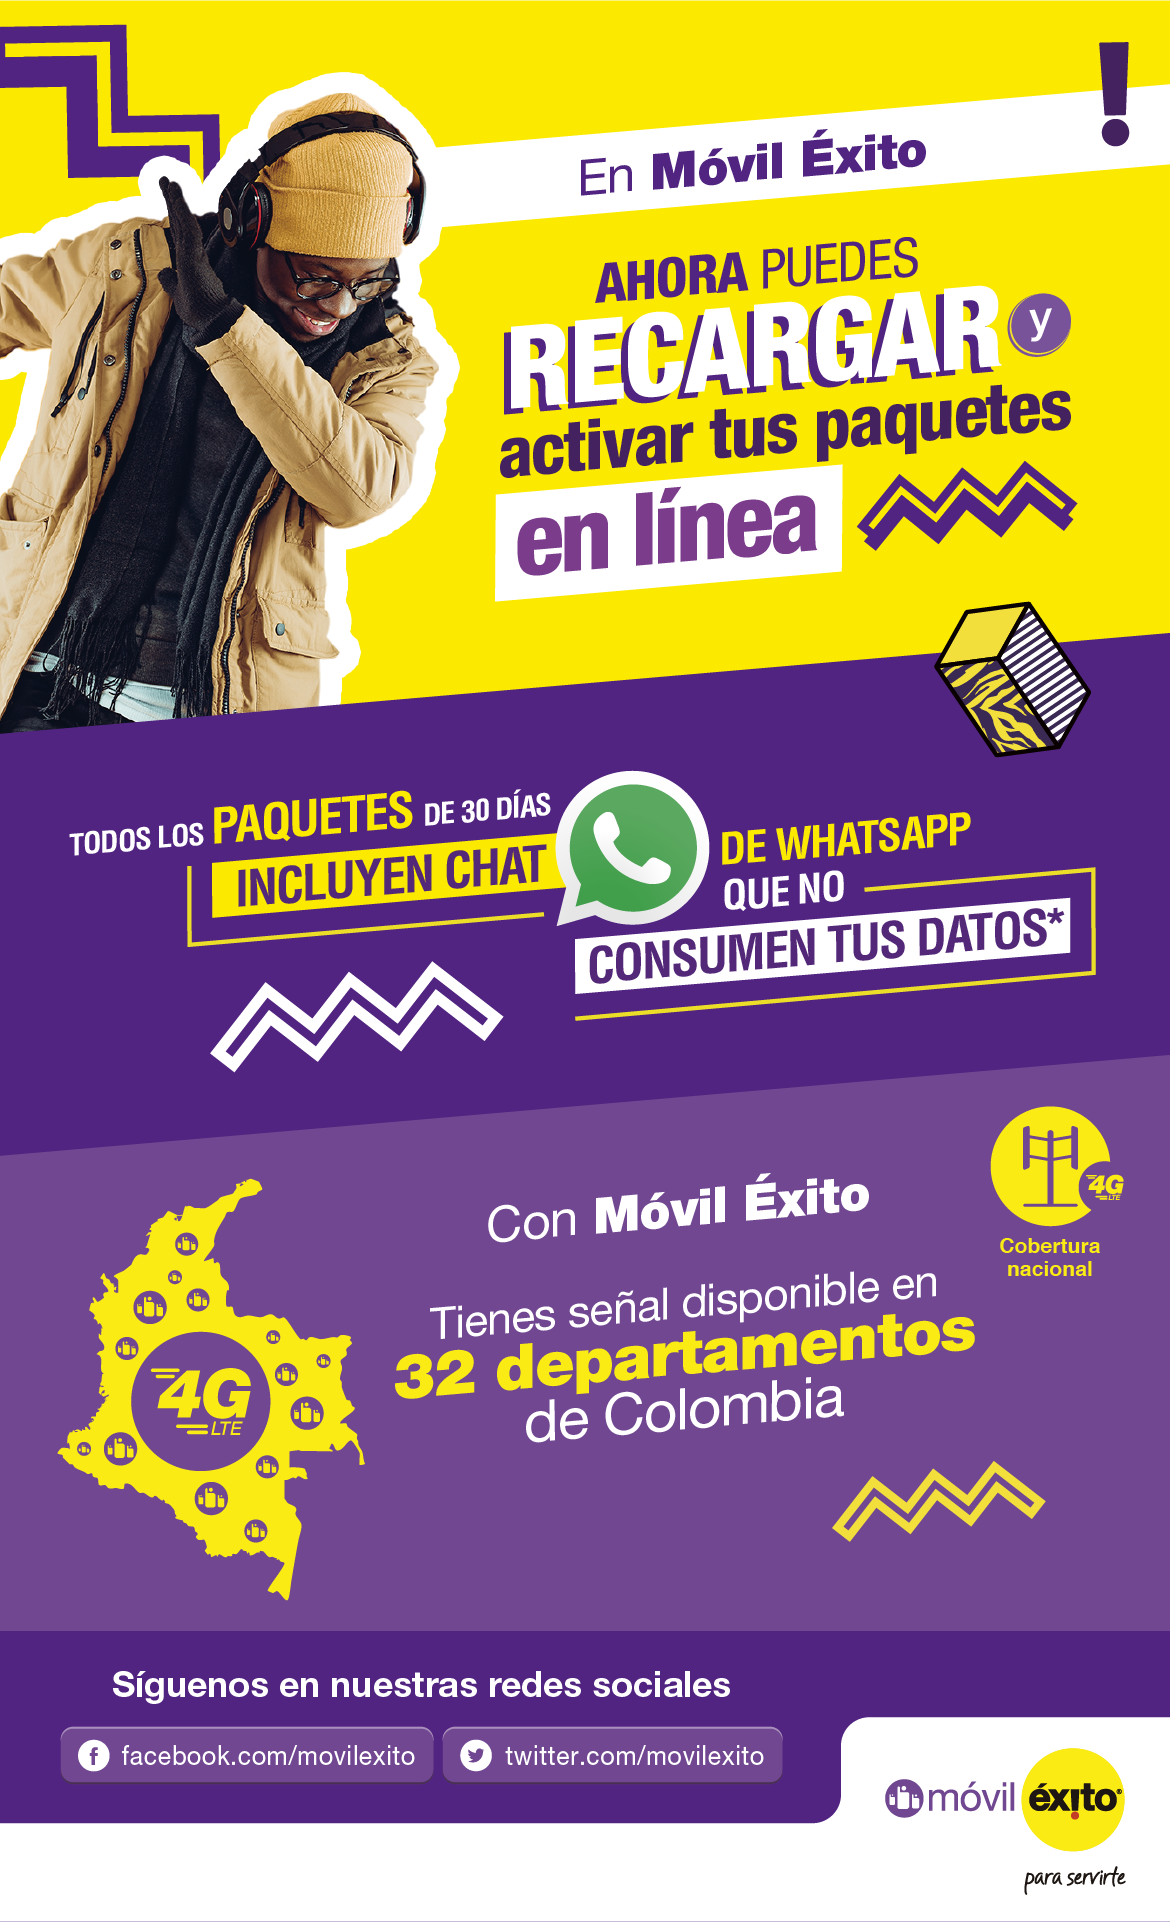 !
En Móvil Éxito
AHORA PUEDES
RECARGAR y
activar tus paquetes
en línea
TODOS LOS PAQUETES DE 30 DÍAS
INCLUYEN CHAT
DE WHATSAPP
QUE NO
CONSUMEN TUS DATOS*
4G
LTE
Cobertura
nacional
Con Móvil Éxito
Tienes señal disponible en
32 departamentos
de Colombia
4G
LTE
Síguenos en nuestras redes sociales
facebook.com/movilexito
twitter.com/movilexito
móvil éxito®
para servirte